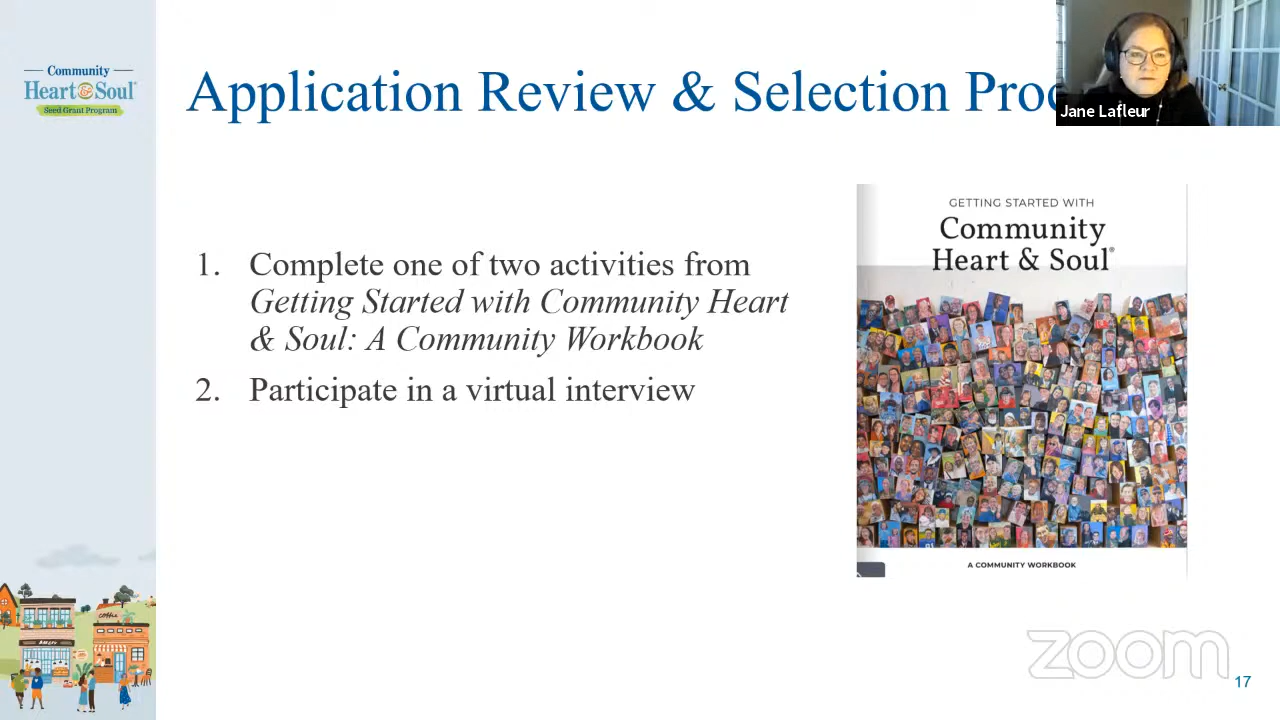 Community
Heart & Soul®
Seed Grant Program
Application Review & Selection Proc
Jane Lafleur
1. Complete one of two activities from
Getting Started with Community Heart
& Soul: A Community Workbook
2. Participate in a virtual interview
GETTING STARTED WITH
Community
Heart & Soul®
A COMMUNITY WORKBOOK
BAKERY
coffee
zoom
17